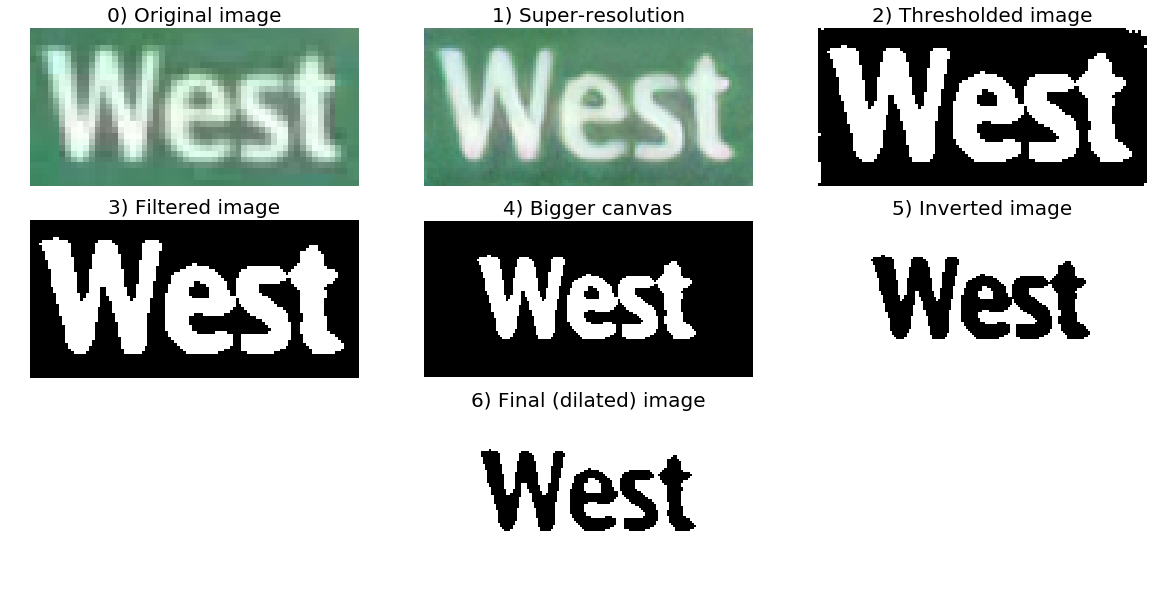 0) Original image
1) Super-resolution
2) Thresholded image
West
West
West
3) Filtered image
4) Bigger canvas
5) Inverted image
West
West
West
6) Final (dilated) image
West